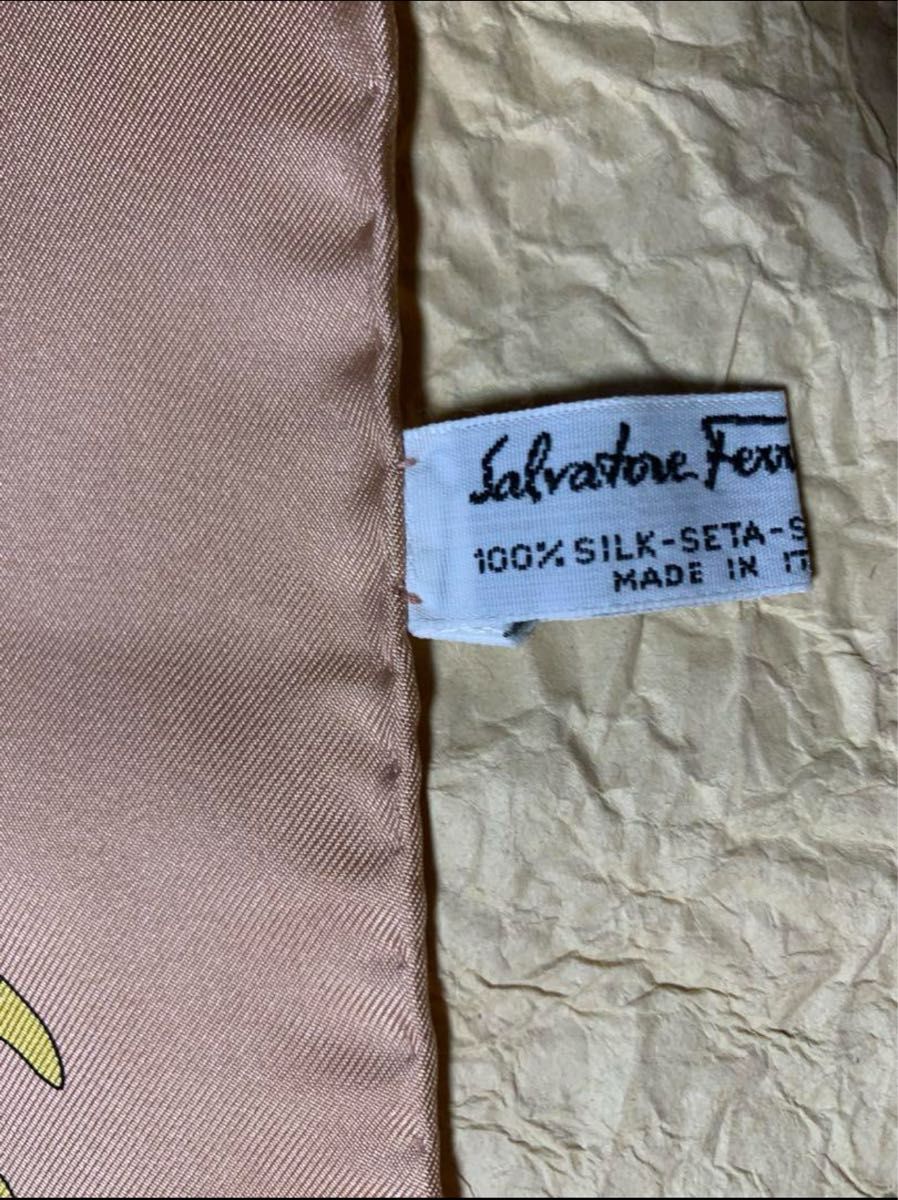 Salvatore Ferr
100% SILK-SETA-S
MADE IN IT